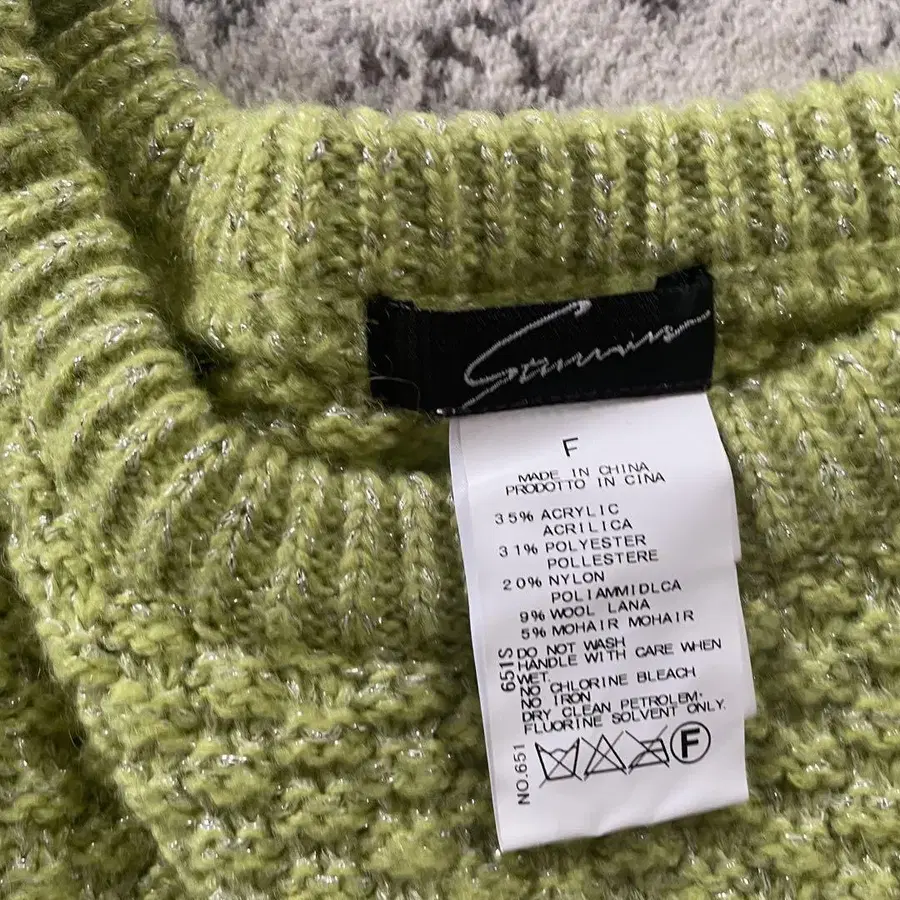 F
MADE IN CHINA
PRODOTTO IN CINA
35% ACRYLIC
ACRILICA
31% POLYESTER
POLLESTERE
20% NYLON
POLIAMMIDLCA
9% WOOL LANA
5% MOHAIR MOHAIR
DO NOT WASH
HANDLE WITH CARE WHEN
WET.
NO CHLORINE BLEACH
NO IRON
DRY CLEAN PETROLEM.
FLUORINE SOLVENT ONLY.
F
NO.651 651S